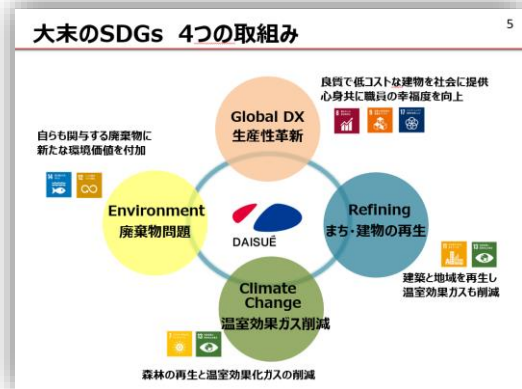 大末のSDGs 4つの取組み
5
良質で低コストな建物を社会に提供
心身共に職員の幸福度を向上
Global DX
生産性革新
自らも関与する廃棄物に
新たな環境価値を付加
Environment
廃棄物問題
DAISUÉ
Refining
まち・建物の再生
建築と地域を再生し
温室効果ガスも削減
Climate
Change
温室効果ガス削減
森林の再生と温室効果化ガスの削減